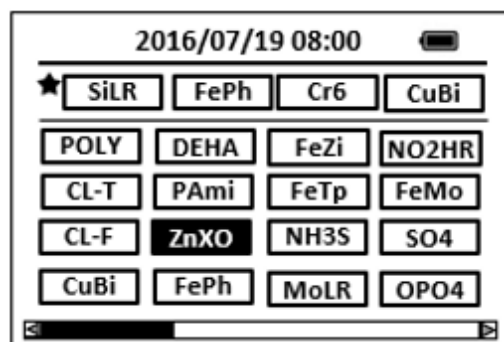 2016/07/19 08:00
SiLR FePh Cr6 CuBi
POLY DEHA FeZi NO2HR
CL-T PAmi FeTp FeMo
CL-F ZnXO NH3S SO4
CuBi FePh MoLR OPO4